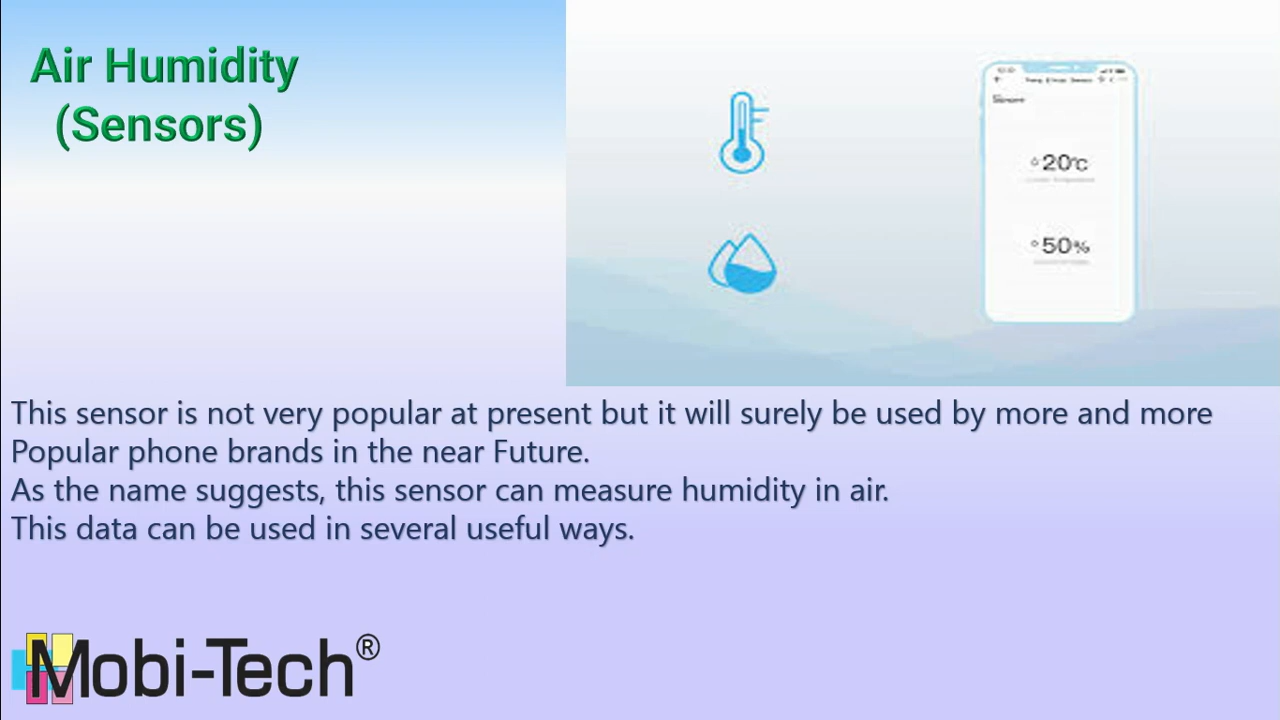 Air Humidity
(Sensors)
20°C
50%
This sensor is not very popular at present but it will surely be used by more and more
Popular phone brands in the near Future.
As the name suggests, this sensor can measure humidity in air.
This data can be used in several useful ways.
Mobi-Tech®